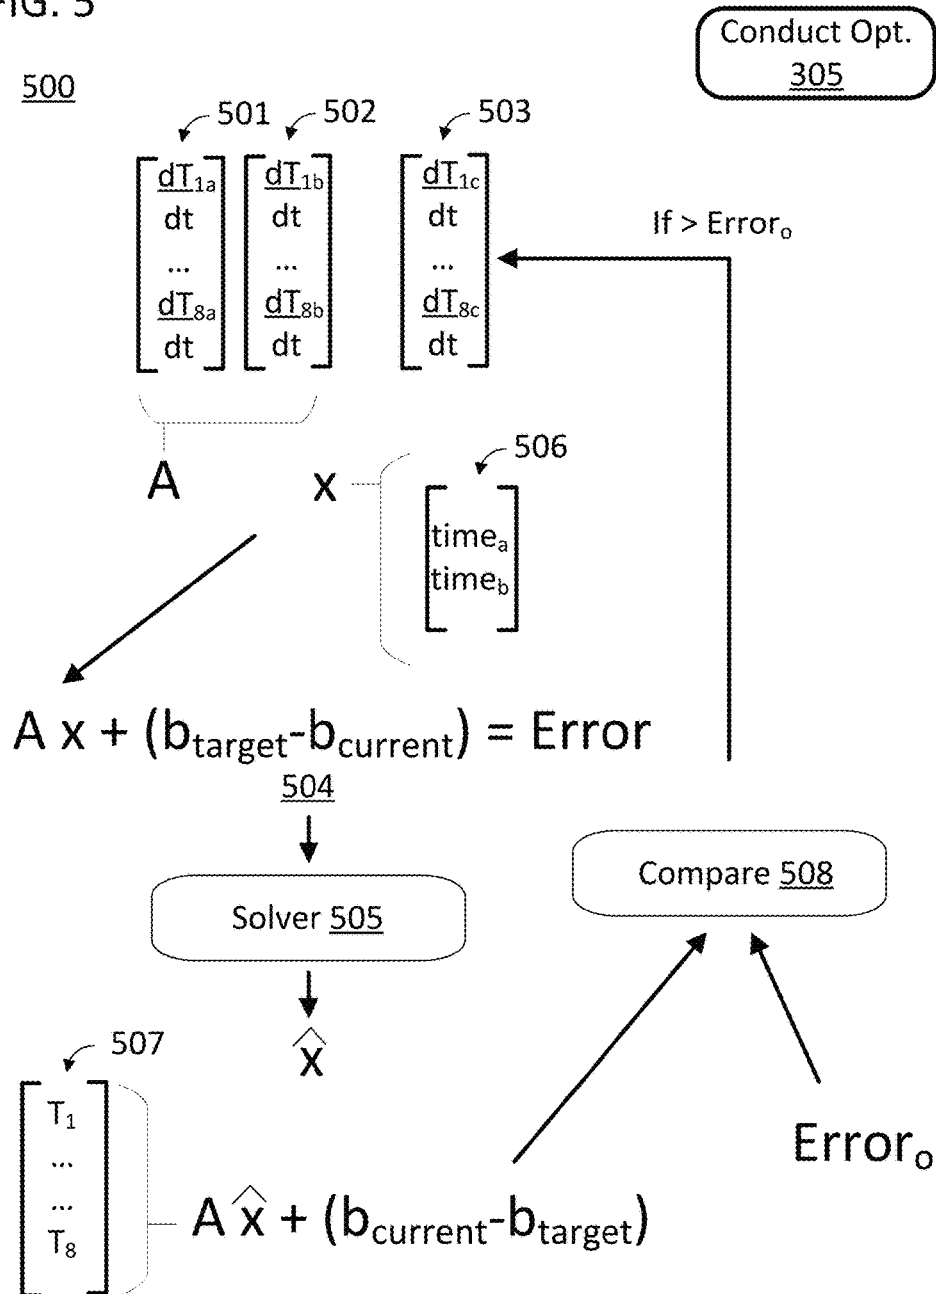 FIG. 5
Conduct Opt.
305
500
501
502
503
dT1a
dt
...
dT8a
dt
dT1b
dt
...
dT8b
dt
dT1c
dt
...
dT8c
dt
If > Erroro
A
x
506
timea
timeb
A x + (btarget-bcurrent) = Error
504
Solver 505
Compare 508
x̂
507
T1
...
...
T8
A x̂ + (bcurrent-btarget)
Erroro